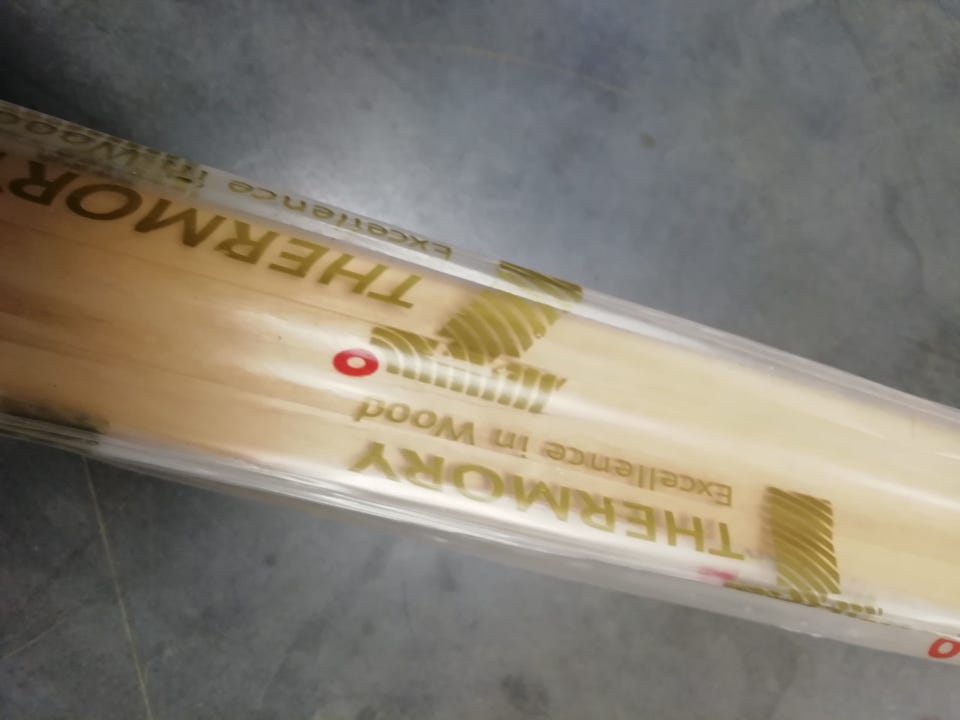 THERMORY
Excellence in Wood
THERMORY
Excellence in Wood